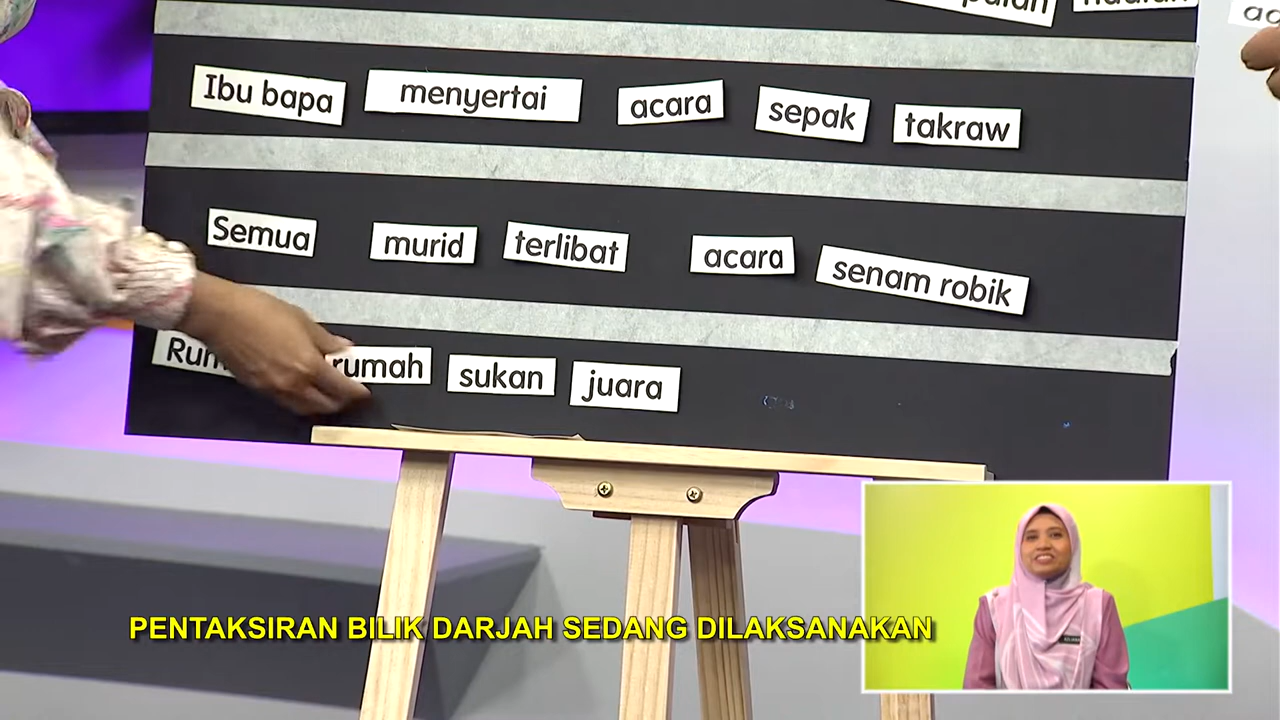 Ibu bapa menyertai acara sepak takraw
Semua murid terlibat acara senam robik
rumah sukan juara
PENTAKSIRAN BILIK DARJAH SEDANG DILAKSANAKAN